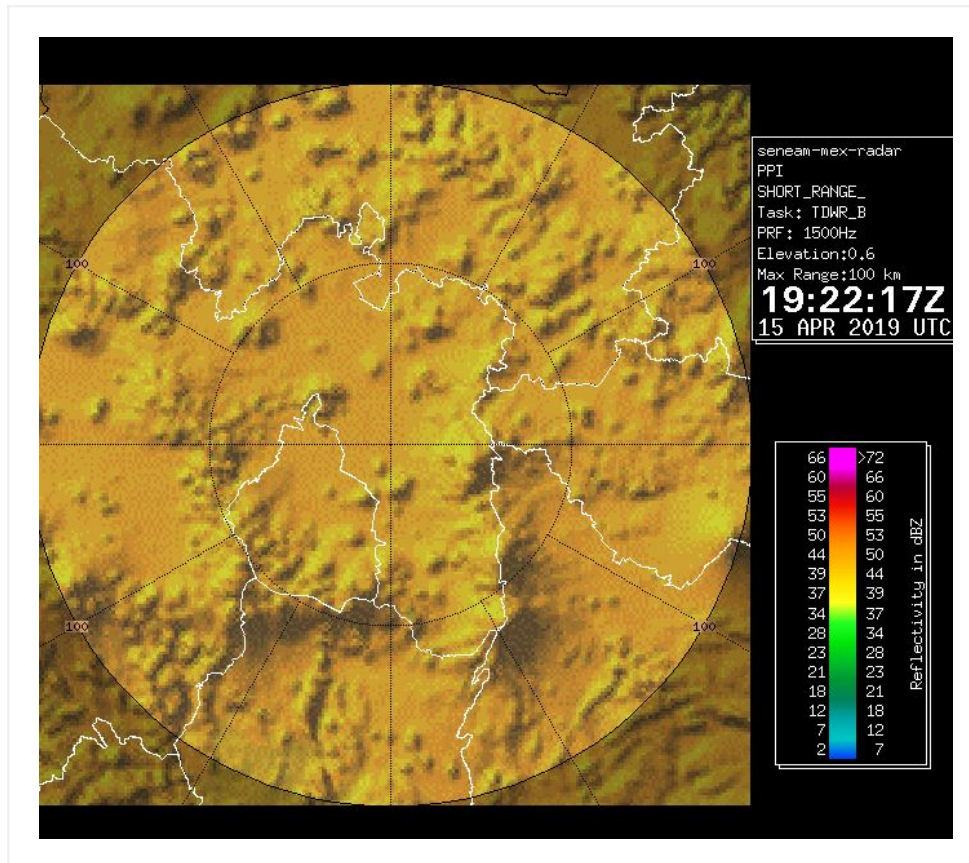 seneam-mex-radar
PPI
SHORT_RANGE_
Task: TDWR_B
PRF: 1500Hz
Elevation:0.6
Max Range:100 km
19:22:17Z
15 APR 2019 UTC
100
100
100
100
66 >72
60 66
55 60
53 55
50 53
44 50
39 44
37 39
34 37
28 34
23 28
21 23
18 21
12 18
7 12
2 7
Reflectivity in dBZ